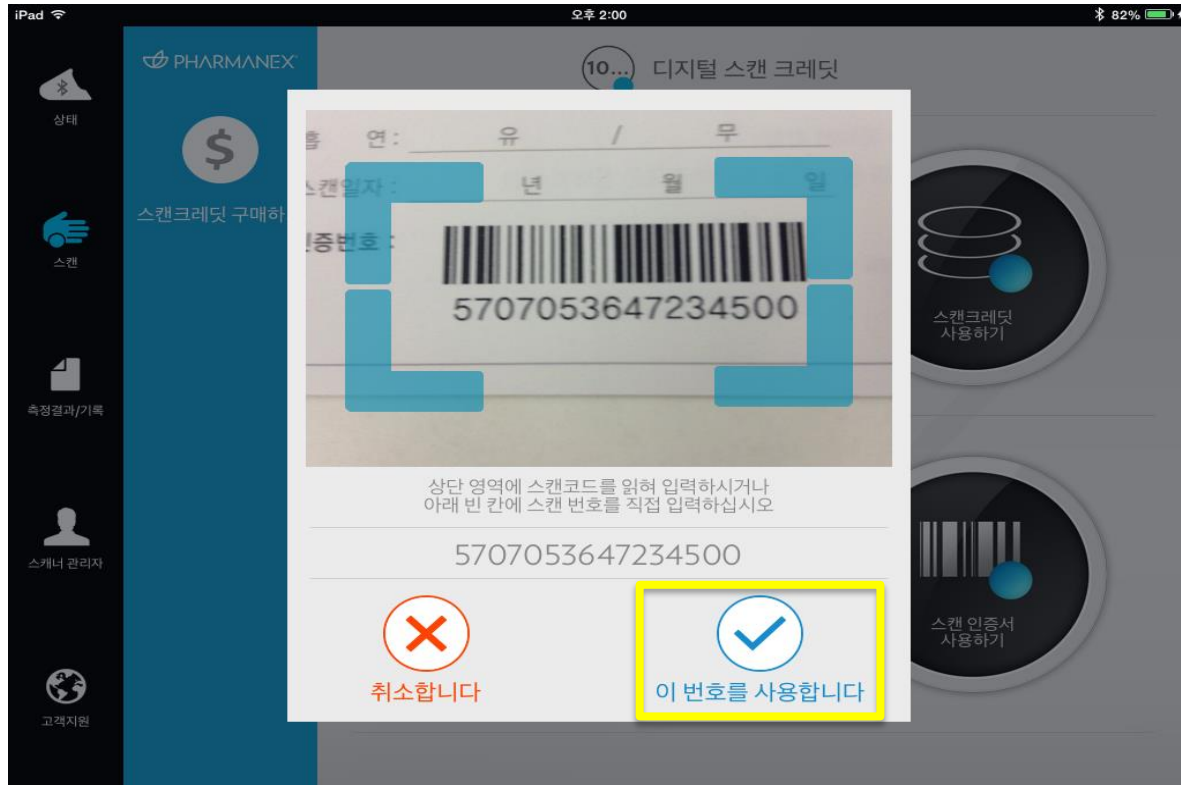 iPad
오후 2:00
82%
상태
스캔
측정결과/기록
스캐너 관리자
고객지원
PHARMANEX
$
스캔크레딧 구매하
10...
디지털 스캔 크레딧
흡 연 : 유 / 무
스캔일자 : 년 월 일
인증번호 :
5707053647234500
상단 영역에 스캔코드를 읽혀 입력하시거나
아래 빈 칸에 스캔 번호를 직접 입력하십시오
5707053647234500
취소합니다
이 번호를 사용합니다
스캔크레딧
사용하기
스캔 인증서
사용하기